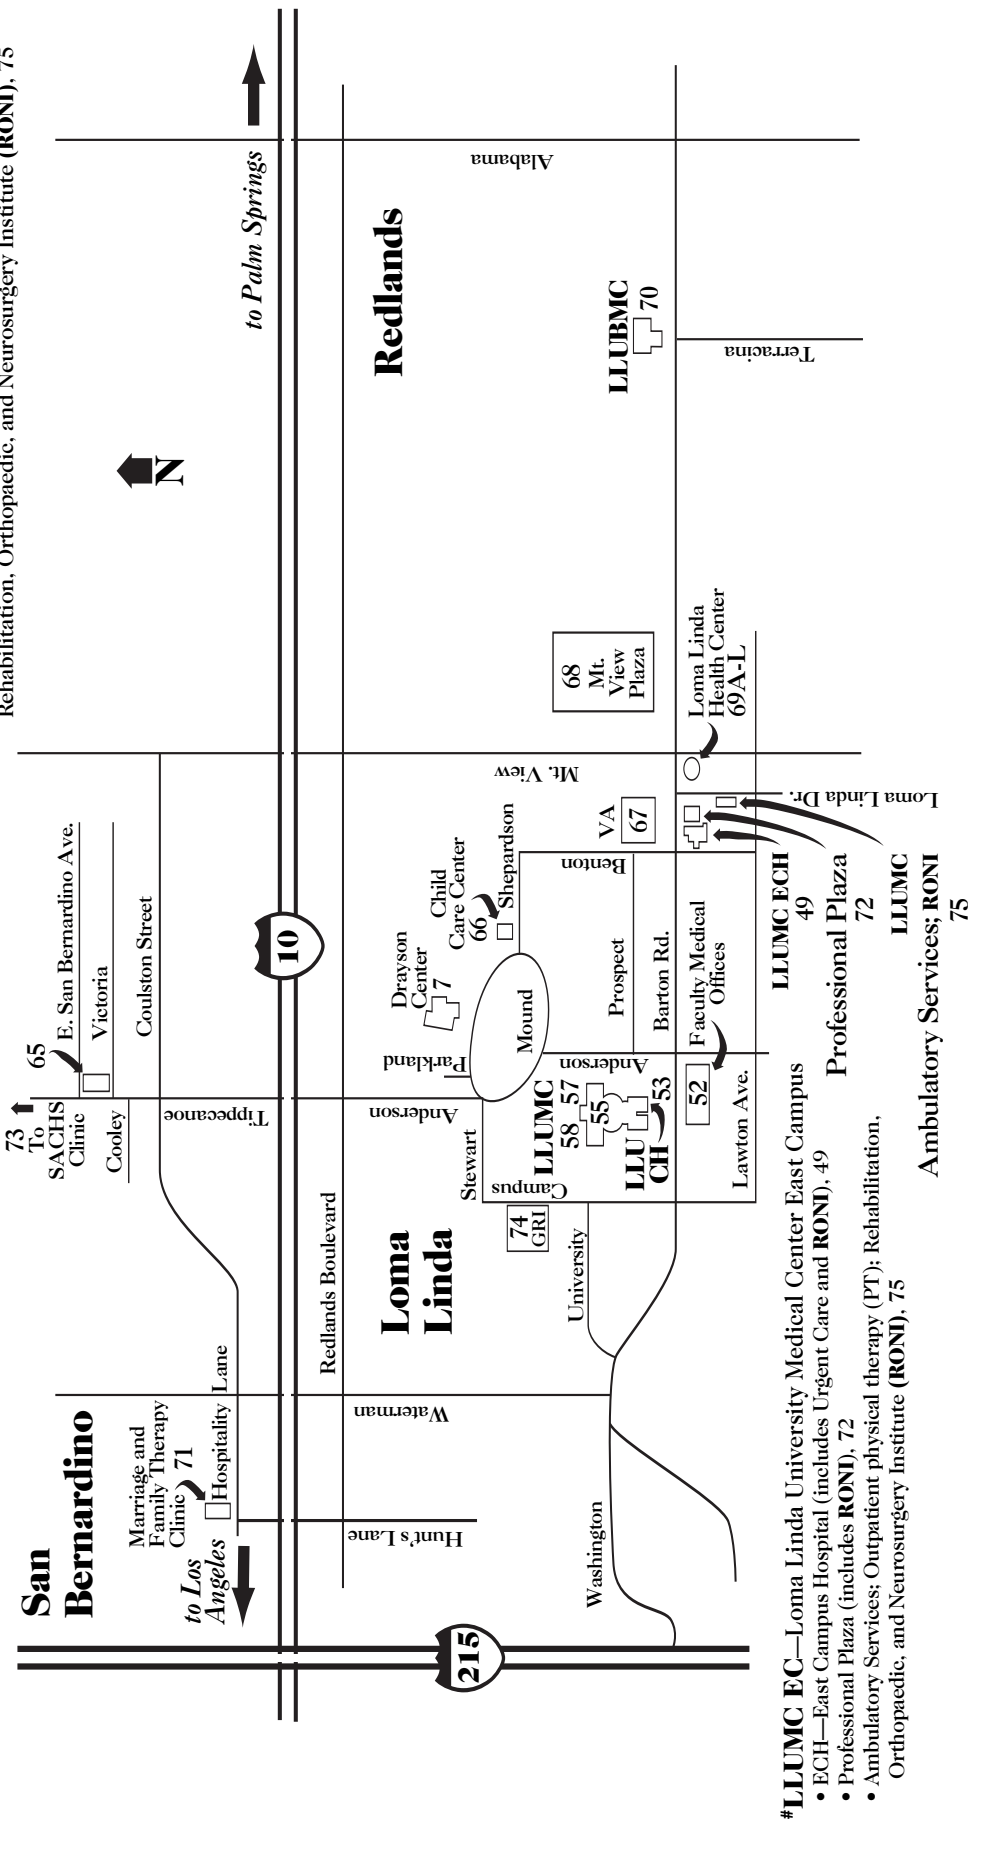 Rehabilitation, Orthopaedic, and Neurosurgery Institute (RONI), 75
San
Bernardino
Marriage and
Family Therapy
Clinic
71
Hospitality Lane
to Los
Angeles
Hunt's Lane
Waterman
215
Washington
73
To
SACHS
Clinic
65
E. San Bernardino Ave.
Victoria
Cooley
Coulston Street
Tippecanoe
10
N
to Palm Springs
Alabama
Redlands Boulevard
Redlands
Loma
Linda
Stewart
Anderson
Parkland
Drayson
Center
7
Child
Care Center
66
Shepardson
Mound
Mt. View
Campus
74
GRI
University
LLUMC
58
57
55
LLU
CH
53
Anderson
Prospect
Barton Rd.
Benton
VA
67
68
Mt.
View
Plaza
LLUBMC
70
Terracina
52
Faculty Medical
Offices
Lawton Ave.
Loma Linda
Health Center
69A-L
Loma Linda Dr.
LLUMC ECH
49
Professional Plaza
72
LLUMC
Ambulatory Services; RONI
75
#LLUMC EC—Loma Linda University Medical Center East Campus
• ECH—East Campus Hospital (includes Urgent Care and RONI), 49
• Professional Plaza (includes RONI), 72
• Ambulatory Services; Outpatient physical therapy (PT); Rehabilitation,
Orthopaedic, and Neurosurgery Institute (RONI), 75